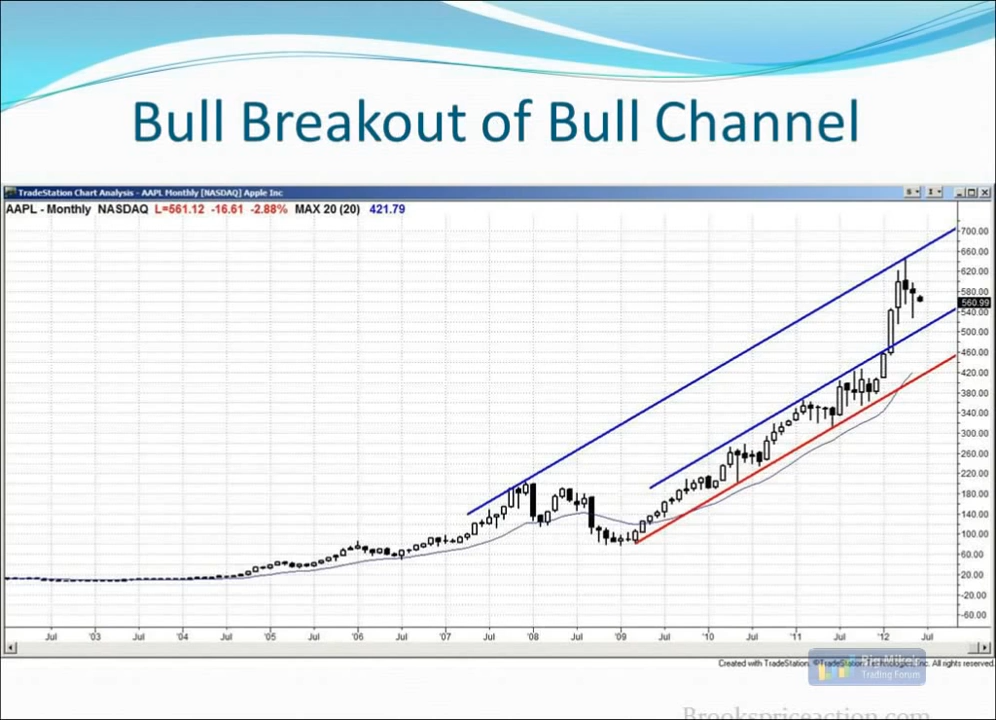 Bull Breakout of Bull Channel
TradeStation Chart Analysis - AAPL Monthly [NASDAQ] Apple Inc
AAPL - Monthly NASDAQ L=561.12 -16.61 -2.88% MAX 20 (20) 421.79
700.00
660.00
620.00
580.00
560.99
540.00
500.00
460.00
420.00
380.00
340.00
300.00
260.00
220.00
180.00
140.00
100.00
60.00
20.00
-20.00
-60.00
Jul '03 Jul '04 Jul '05 Jul '06 Jul '07 Jul '08 Jul '09 Jul '10 Jul '11 Jul '12 Jul
Created with TradeStation. ©TradeStation Technologies, Inc. All rights reserved.
Big Mike's
Trading Forum
Brookspriceaction.com